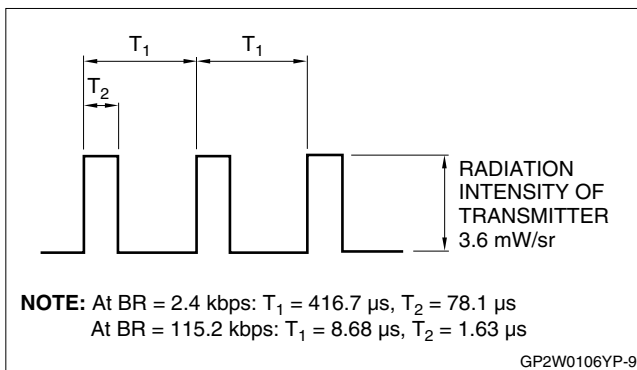 T1 T1
T2
RADIATION
INTENSITY OF
TRANSMITTER
3.6 mW/sr
NOTE: At BR = 2.4 kbps: T1 = 416.7 µs, T2 = 78.1 µs
At BR = 115.2 kbps: T1 = 8.68 µs, T2 = 1.63 µs
GP2W0106YP-9